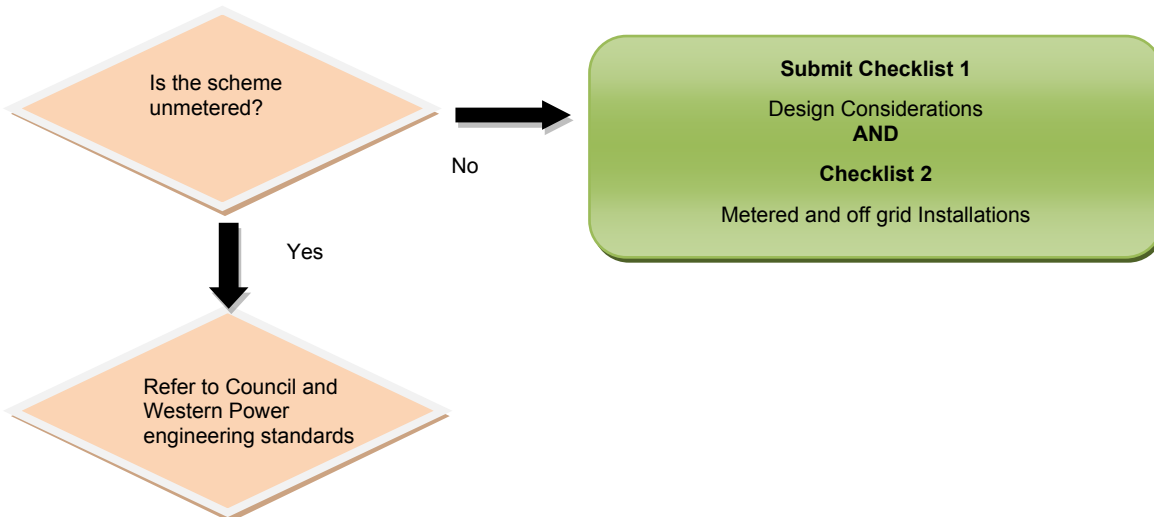 Is the scheme
unmetered?
No
Submit Checklist 1
Design Considerations
AND
Checklist 2
Metered and off grid Installations
Yes
Refer to Council and
Western Power
engineering standards